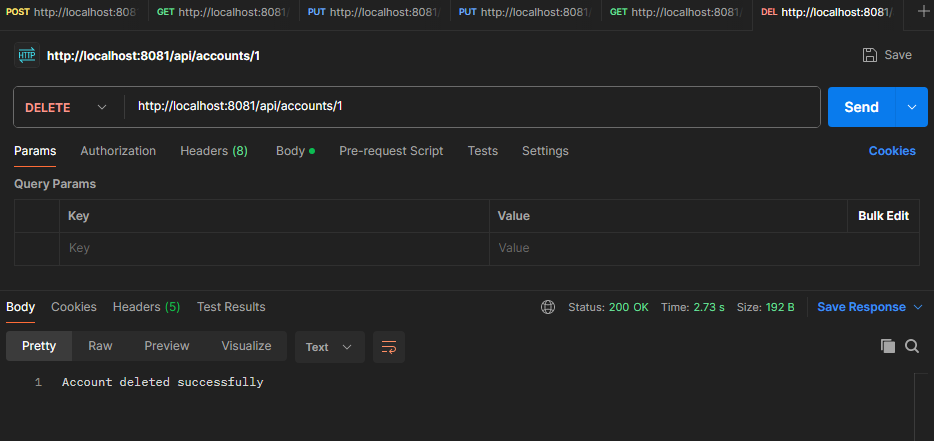 POST http://localhost:808 GET http://localhost:8081/ PUT http://localhost:8081/ PUT http://localhost:8081/ GET http://localhost:8081/ DEL http://localhost:8081/ +
HTTP http://localhost:8081/api/accounts/1 Save
DELETE http://localhost:8081/api/accounts/1 Send
Params Authorization Headers (8) Body Pre-request Script Tests Settings Cookies
Query Params
Key Value Bulk Edit
Key Value
Body Cookies Headers (5) Test Results Status: 200 OK Time: 2.73 s Size: 192 B Save Response
Pretty Raw Preview Visualize Text
1 Account deleted successfully